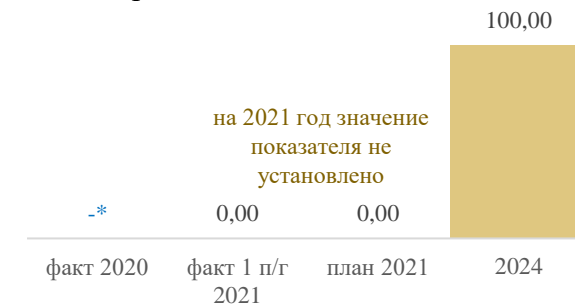 100,00
на 2021 год значение
показателя не
установлено
-*
0,00
0,00
факт 2020
факт 1 п/г
2021
план 2021
2024